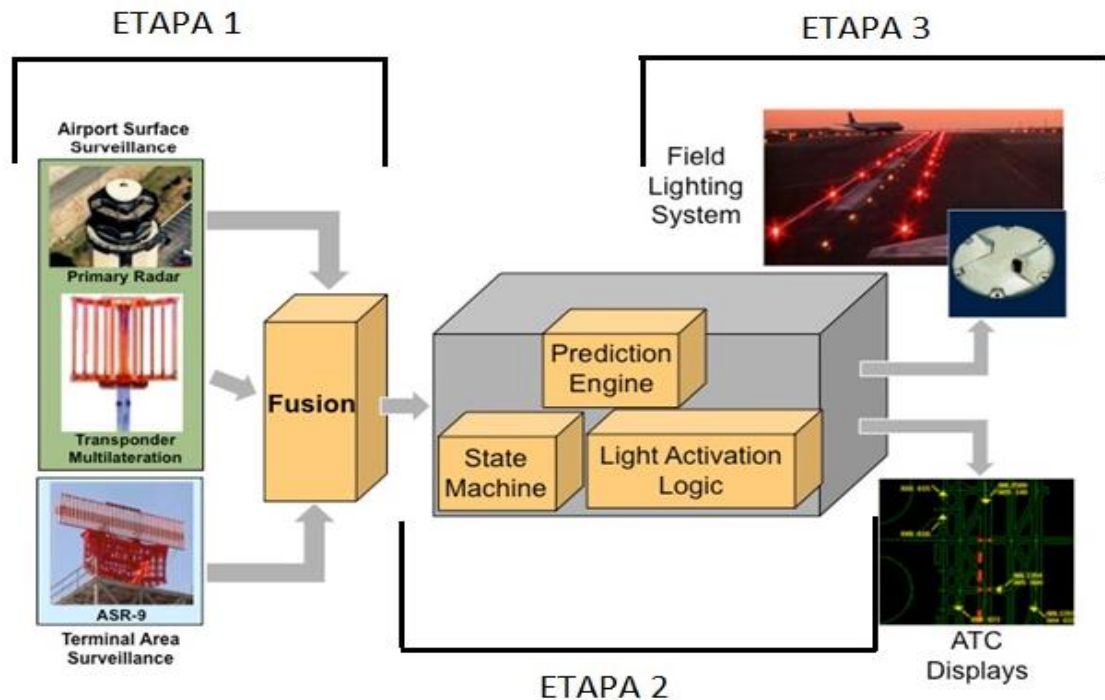 ETAPA 1
ETAPA 3
Airport Surface
Surveillance
Primary Radar
Transponder
Multilateration
ASR-9
Terminal Area
Surveillance
Fusion
Prediction
Engine
State
Machine
Light Activation
Logic
Field
Lighting
System
ATC
Displays
ETAPA 2